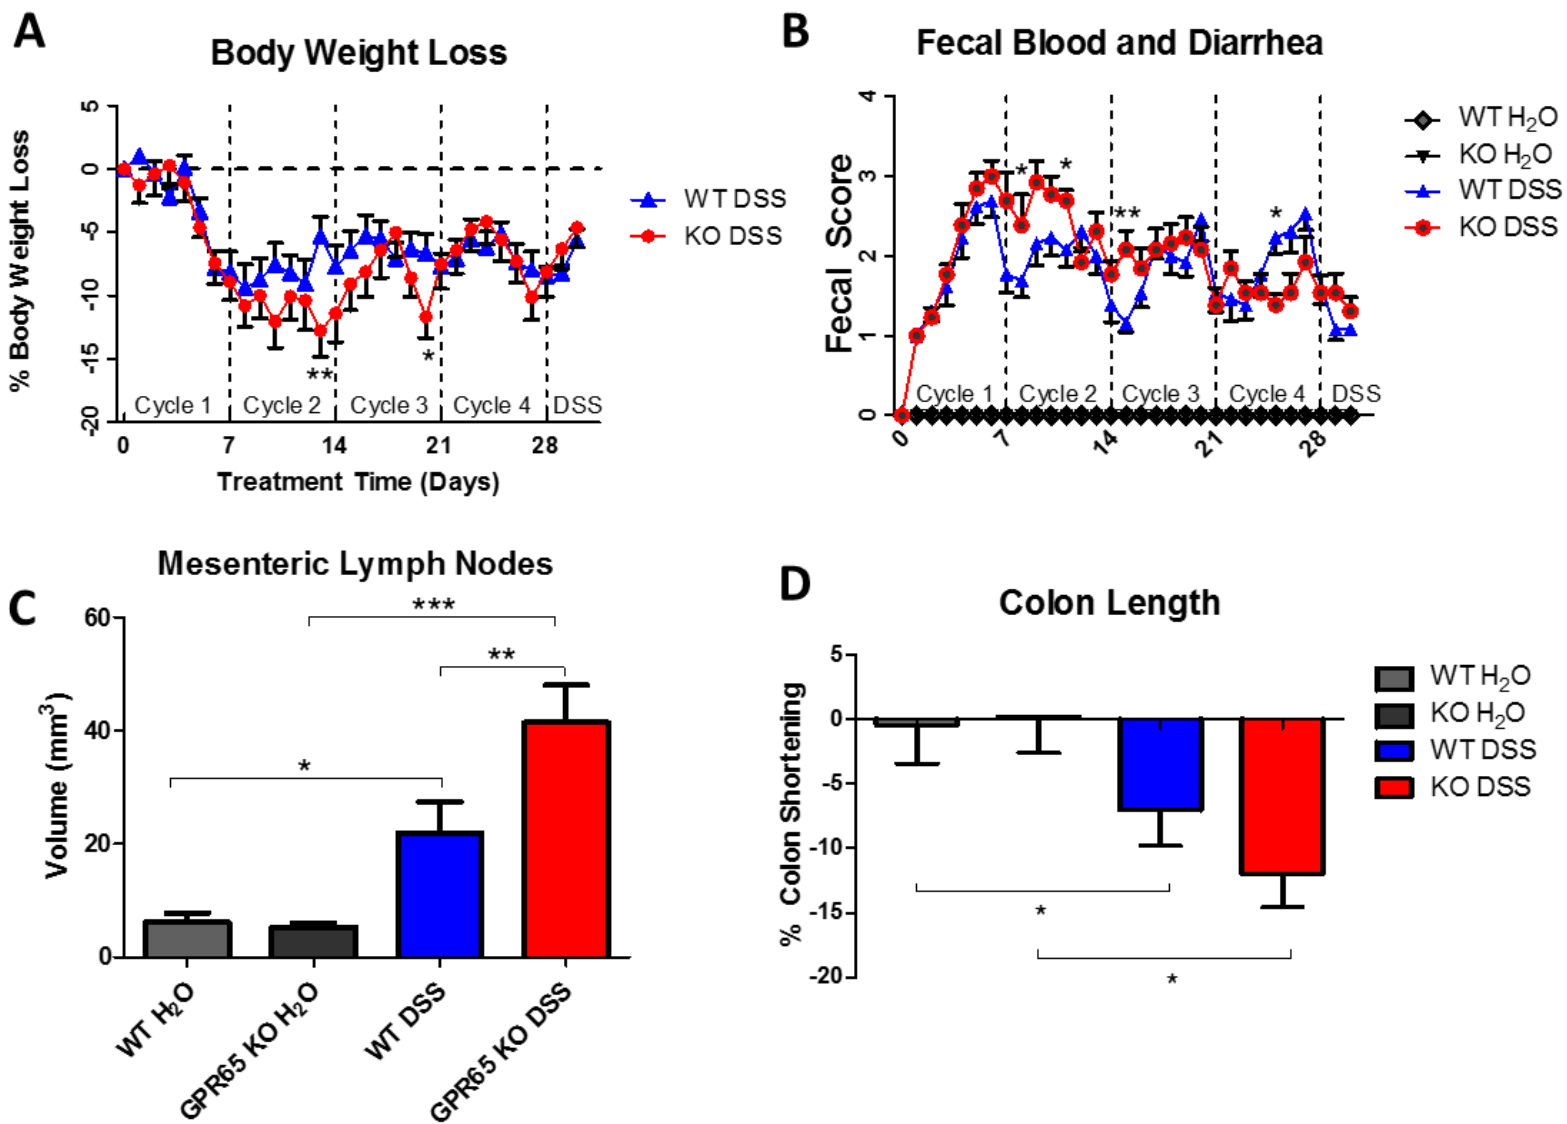 A
Body Weight Loss
% Body Weight Loss
5
0
-5
-10
-15
-20
**
*
Cycle 1
Cycle 2
Cycle 3
Cycle 4
DSS
0 7 14 21 28
Treatment Time (Days)
WT DSS
KO DSS
B
Fecal Blood and Diarrhea
Fecal Score
4
3
2
1
0
*
*
**
*
Cycle 1
Cycle 2
Cycle 3
Cycle 4
DSS
0 7 14 21 28
WT H₂O
KO H₂O
WT DSS
KO DSS
C
Mesenteric Lymph Nodes
Volume (mm³)
60
40
20
0
***
**
*
WT H₂O
GPR65 KO H₂O
WT DSS
GPR65 KO DSS
D
Colon Length
% Colon Shortening
5
0
-5
-10
-15
-20
*
*
WT H₂O
KO H₂O
WT DSS
KO DSS